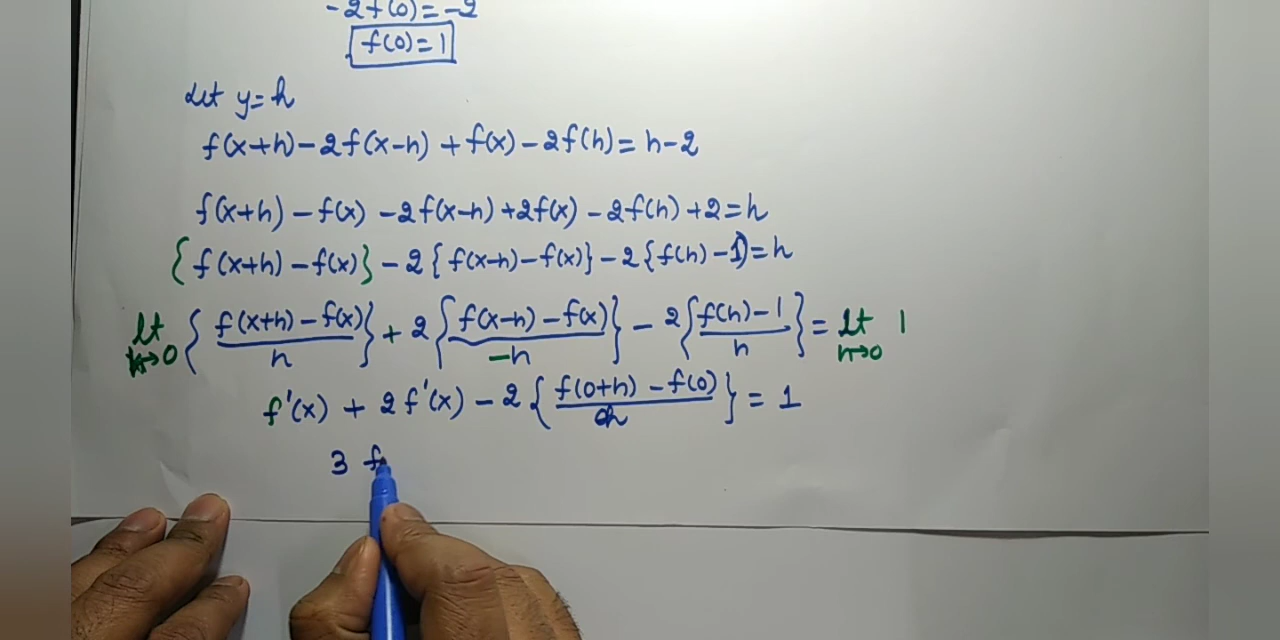 -2f(0) = -2
f(0) = 1
Let y = h
f(x+h) - 2f(x-h) + f(x) - 2f(h) = h-2
f(x+h) - f(x) - 2f(x-h) + 2f(x) - 2f(h) + 2 = h
{f(x+h) - f(x)} - 2{f(x-h) - f(x)} - 2{f(h) - 1} = h
lt h→0 {f(x+h) - f(x) / h} + 2{f(x-h) - f(x) / -h} - 2{f(h) - 1 / h} = lt h→0 1
f'(x) + 2f'(x) - 2{f(0+h) - f(0) / h} = 1
3 f